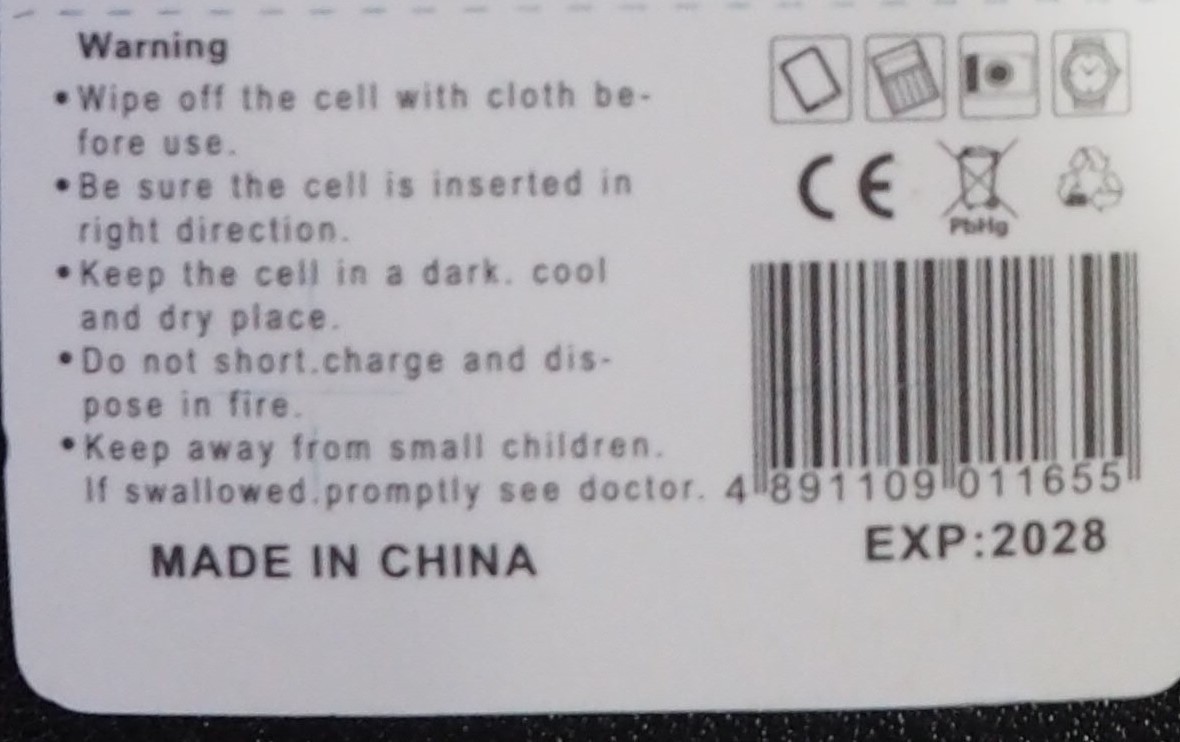 Warning
•Wipe off the cell with cloth be-
fore use.
•Be sure the cell is inserted in
right direction.
•Keep the cell in a dark. cool
and dry place.
•Do not short.charge and dis-
pose in fire.
•Keep away from small children.
If swallowed.promptly see doctor.
MADE IN CHINA
CE
PbHg
4 891109 011655
EXP:2028